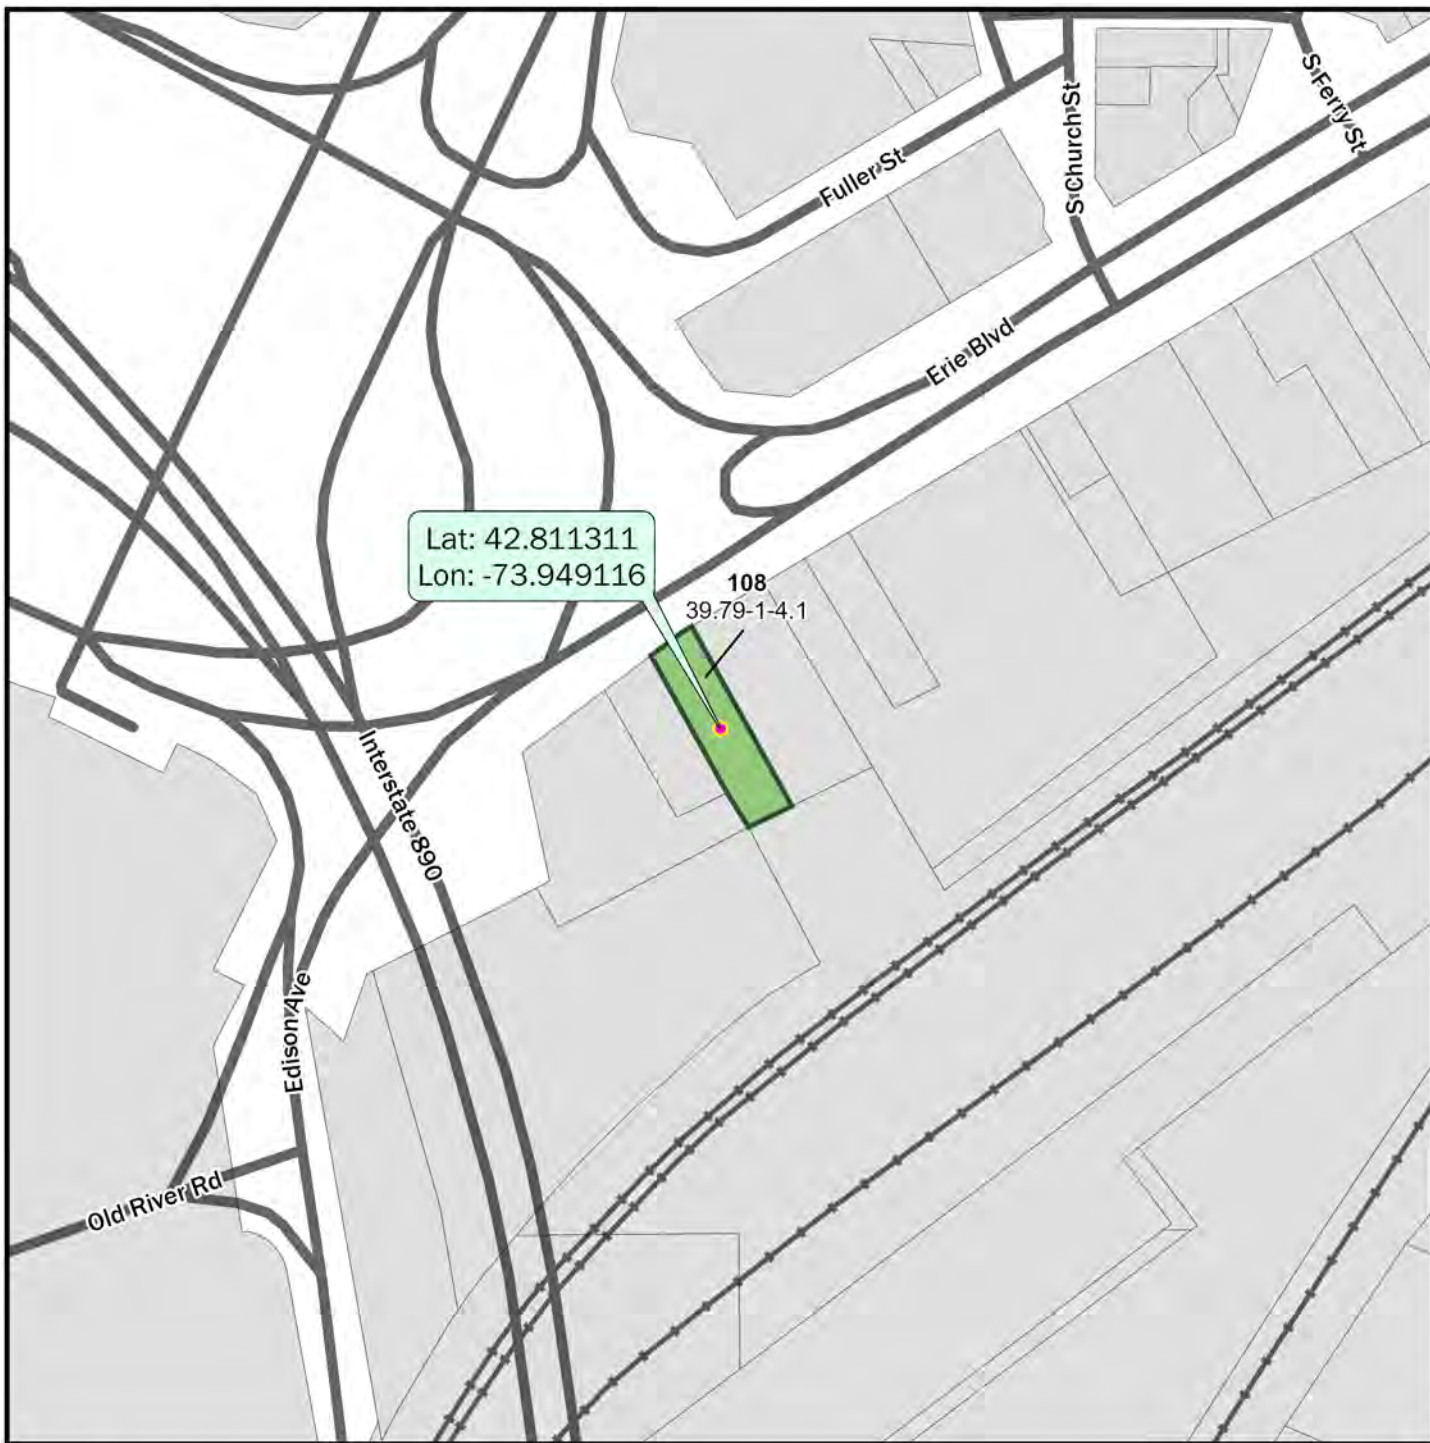 S Ferry St
S Church St
Fuller St
Erie Blvd
Lat: 42.811311
Lon: -73.949116
108
39.79-1-4.1
Interstate 890
Edison Ave
Old River Rd